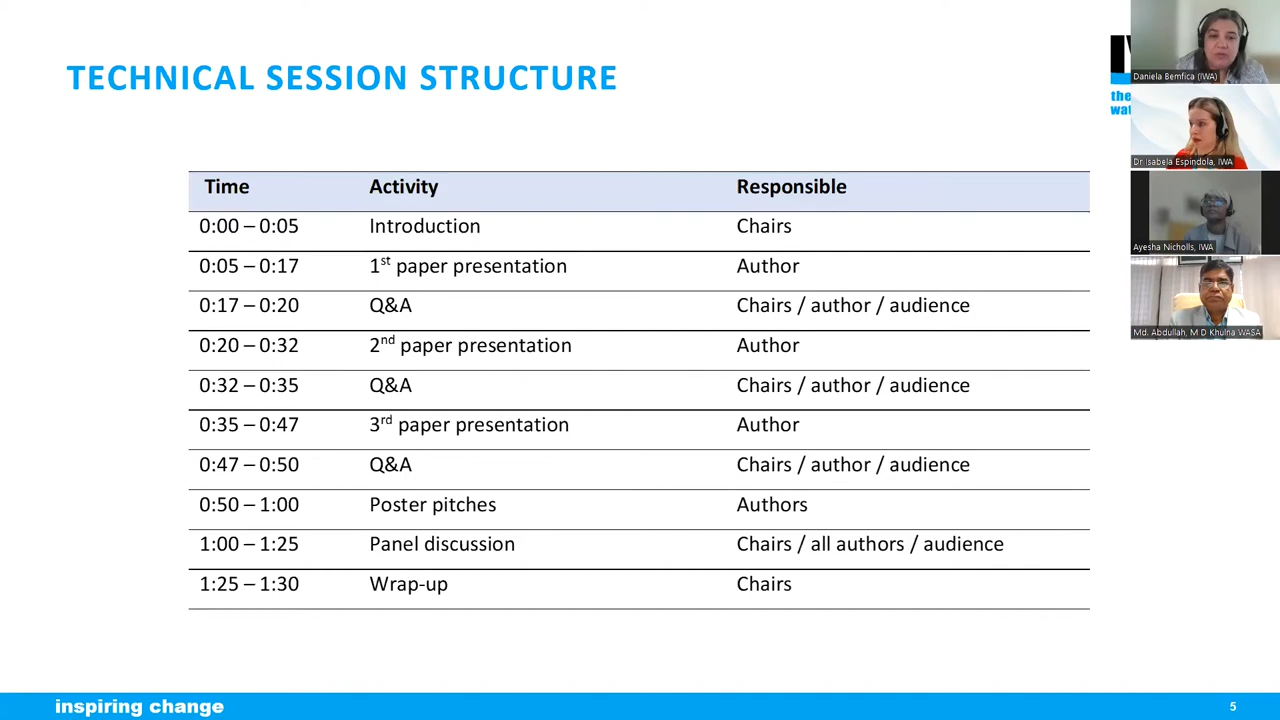 TECHNICAL SESSION STRUCTURE
the
wat
Time Activity Responsible
0:00 – 0:05 Introduction Chairs
0:05 – 0:17 1st paper presentation Author
0:17 – 0:20 Q&A Chairs / author / audience
0:20 – 0:32 2nd paper presentation Author
0:32 – 0:35 Q&A Chairs / author / audience
0:35 – 0:47 3rd paper presentation Author
0:47 – 0:50 Q&A Chairs / author / audience
0:50 – 1:00 Poster pitches Authors
1:00 – 1:25 Panel discussion Chairs / all authors / audience
1:25 – 1:30 Wrap-up Chairs
inspiring change
5
Daniela Bemfica (IWA)
Dr Isabela Espindola, IWA
Ayesha Nicholls, IWA
Md. Abdullah, M D Khulna WASA